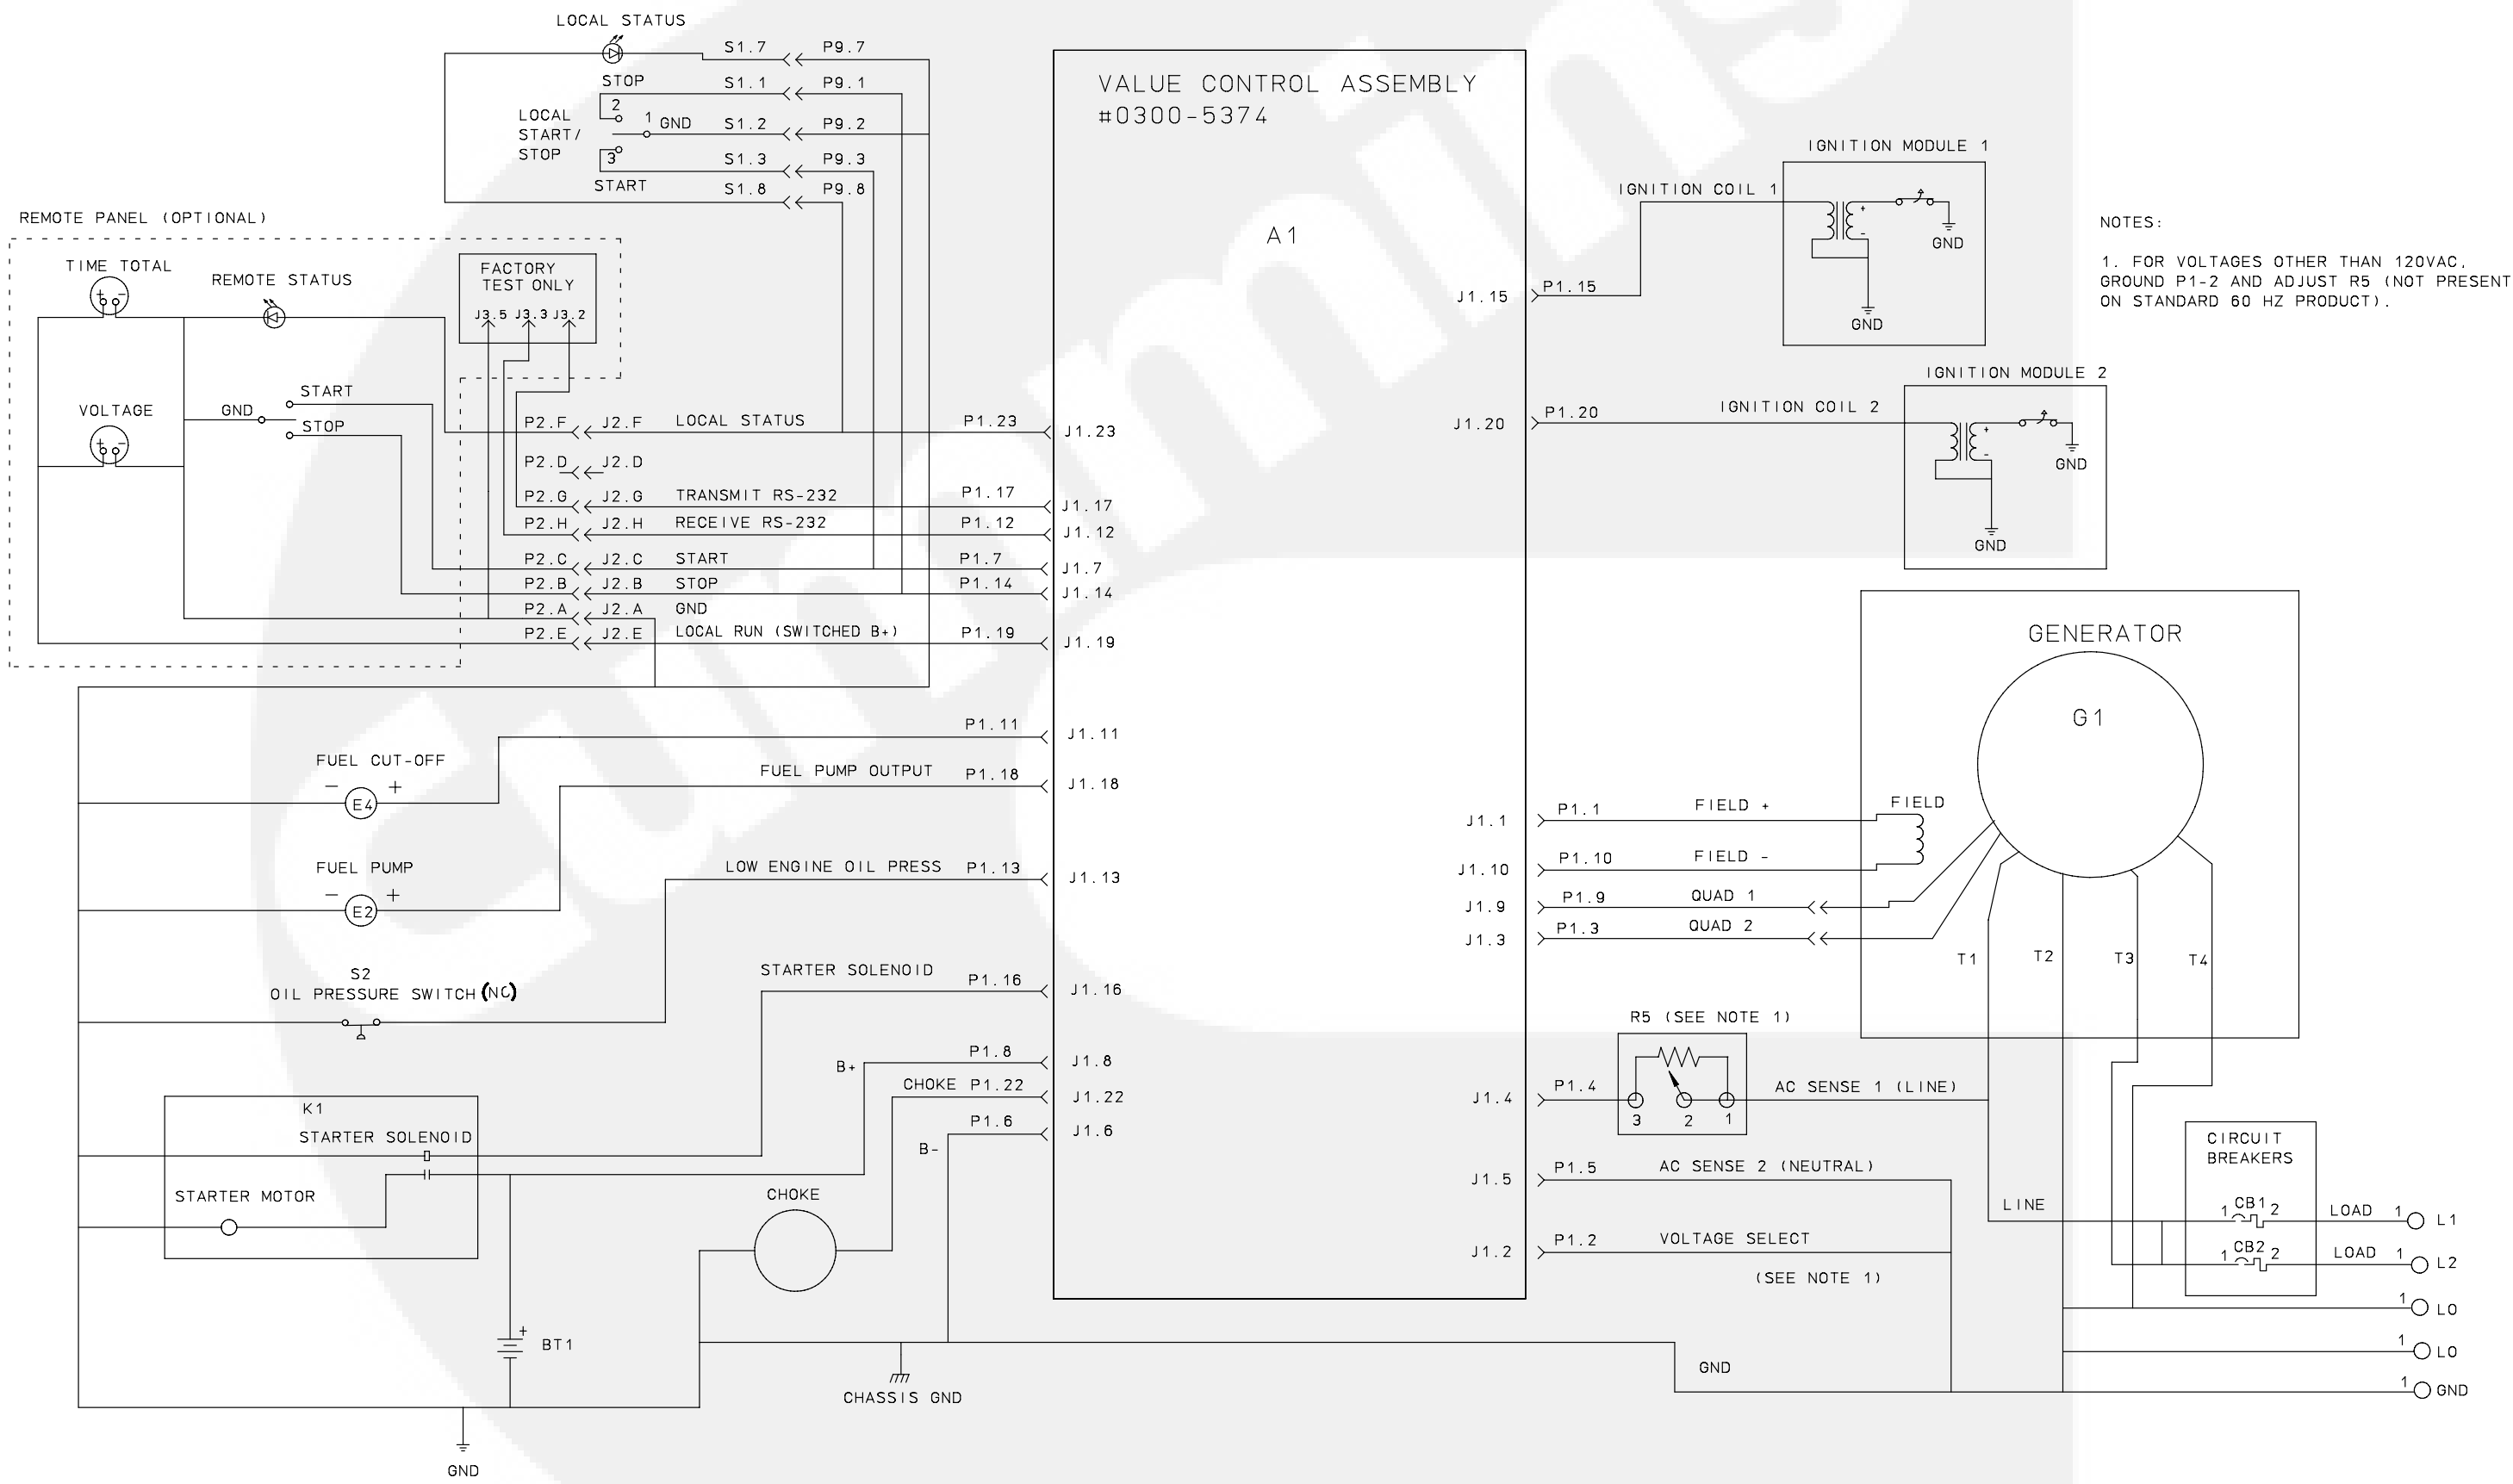 LOCAL STATUS
S1.7 P9.7
STOP S1.1 P9.1
2
LOCAL START/ STOP
1 GND S1.2 P9.2
3 S1.3 P9.3
START S1.8 P9.8
REMOTE PANEL (OPTIONAL)
TIME TOTAL
+ -
REMOTE STATUS
FACTORY
TEST ONLY
J3.5 J3.3 J3.2
START
VOLTAGE
GND
STOP
+ -
P2.F J2.F LOCAL STATUS P1.23 J1.23
P2.D J2.D
P2.G J2.G TRANSMIT RS-232 P1.17 J1.17
P2.H J2.H RECEIVE RS-232 P1.12 J1.12
P2.C J2.C START P1.7 J1.7
P2.B J2.B STOP P1.14 J1.14
P2.A J2.A GND
P2.E J2.E LOCAL RUN (SWITCHED B+) P1.19 J1.19
P1.11 J1.11
FUEL CUT-OFF
- +
E4
FUEL PUMP OUTPUT P1.18 J1.18
FUEL PUMP
- +
E2
LOW ENGINE OIL PRESS P1.13 J1.13
S2
OIL PRESSURE SWITCH (NC)
STARTER SOLENOID P1.16 J1.16
B+ P1.8 J1.8
CHOKE P1.22 J1.22
B- P1.6 J1.6
K1
STARTER SOLENOID
STARTER MOTOR
CHOKE
+
BT1
CHASSIS GND
GND
VALUE CONTROL ASSEMBLY
#0300-5374
A1
IGNITION MODULE 1
IGNITION COIL 1
+
-
GND
GND
J1.15 P1.15
IGNITION MODULE 2
IGNITION COIL 2
+
-
GND
GND
J1.20 P1.20
NOTES:
1. FOR VOLTAGES OTHER THAN 120VAC,
GROUND P1-2 AND ADJUST R5 (NOT PRESENT
ON STANDARD 60 HZ PRODUCT).
GENERATOR
G1
J1.1 P1.1 FIELD + FIELD
J1.10 P1.10 FIELD -
J1.9 P1.9 QUAD 1
J1.3 P1.3 QUAD 2
T1 T2 T3 T4
R5 (SEE NOTE 1)
J1.4 P1.4 3 2 1 AC SENSE 1 (LINE)
J1.5 P1.5 AC SENSE 2 (NEUTRAL)
J1.2 P1.2 VOLTAGE SELECT
(SEE NOTE 1)
CIRCUIT
BREAKERS
LINE
1 CB1 2 LOAD 1 L1
1 CB2 2 LOAD 1 L2
1 LO
1 LO
GND
1 GND
Cummins